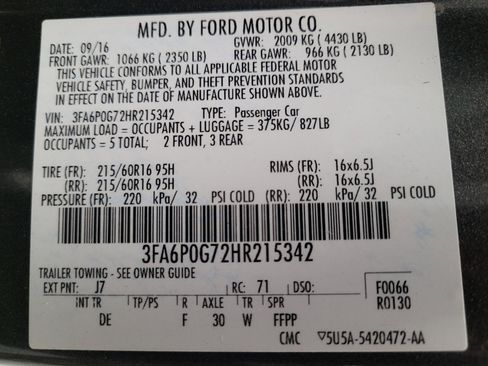 MFD. BY FORD MOTOR CO.
DATE: 09/16 GVWR: 2009 KG ( 4430 LB)
FRONT GAWR: 1066 KG ( 2350 LB) REAR GAWR: 966 KG ( 2130 LB)
THIS VEHICLE CONFORMS TO ALL APPLICABLE FEDERAL MOTOR
VEHICLE SAFETY, BUMPER, AND THEFT PREVENTION STANDARDS
IN EFFECT ON THE DATE OF MANUFACTURE SHOWN ABOVE.
VIN: 3FA6P0G72HR215342 TYPE: Passenger Car
MAXIMUM LOAD = OCCUPANTS + LUGGAGE = 375KG/ 827LB
OCCUPANTS = 5 TOTAL; 2 FRONT, 3 REAR
TIRE (FR): 215/60R16 95H RIMS (FR): 16x6.5J
(RR): 215/60R16 95H (RR): 16x6.5J
PRESSURE (FR): 220 kPa/ 32 PSI COLD (RR): 220 kPa/ 32 PSI COLD
3FA6P0G72HR215342
TRAILER TOWING - SEE OWNER GUIDE
EXT PNT: J7 RC: 71 DSO: F0066
R0130
INT TR TP/PS R AXLE TR SPR
DE F 30 W FFPP
CMC ▽5U5A-5420472-AA